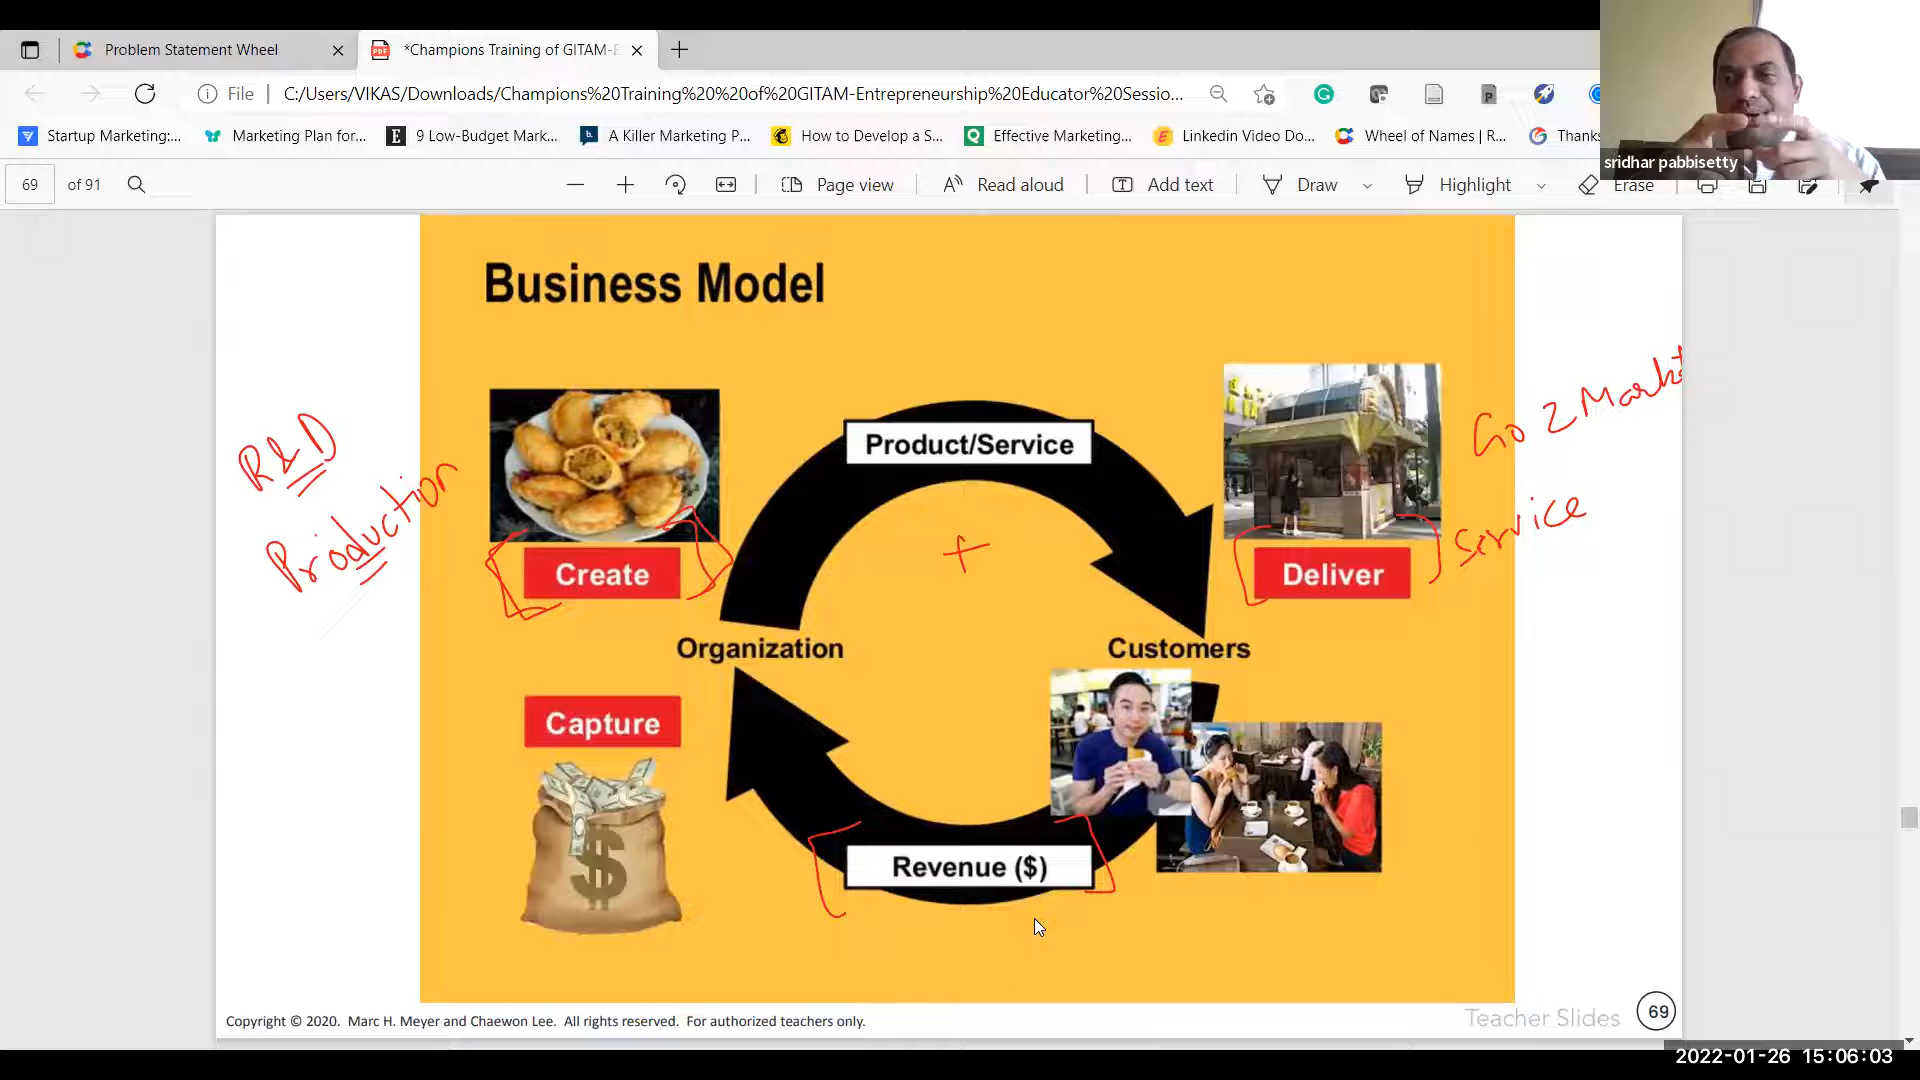 Problem Statement Wheel
*Champions Training of GITAM-E
File
C:/Users/VIKAS/Downloads/Champions%20Training%20%20of%20GITAM-Entrepreneurship%20Educator%20Sessio...
Startup Marketing:...
Marketing Plan for...
9 Low-Budget Mark...
A Killer Marketing P...
How to Develop a S...
Effective Marketing...
Linkedin Video Do...
Wheel of Names | R...
Thanks
sridhar pabbisetty
69
of 91
Page view
Read aloud
Add text
Draw
Highlight
Erase
Business Model
R&D
Production
Product/Service
Go 2 Market
Service
Create
Deliver
+
Organization
Customers
Capture
$
Revenue ($)
Copyright © 2020. Marc H. Meyer and Chaewon Lee. All rights reserved. For authorized teachers only.
Teacher Slides
69
2022-01-26 15:06:03